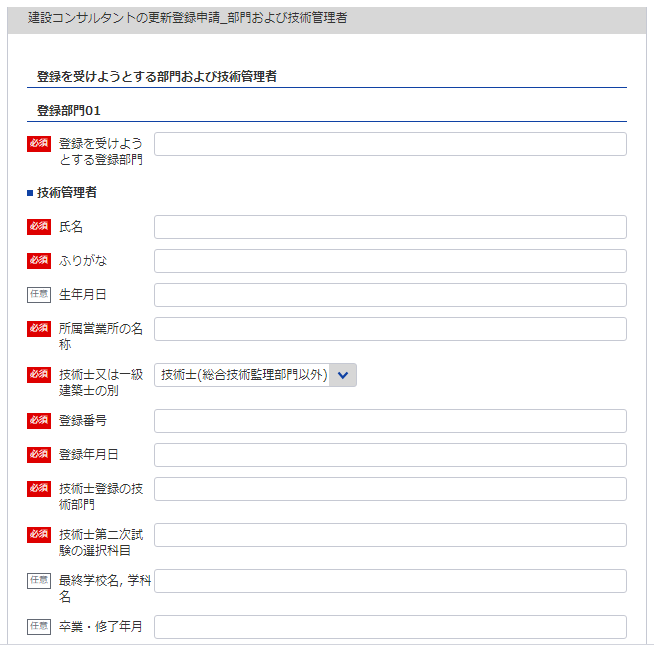 建設コンサルタントの更新登録申請_部門および技術管理者
登録を受けようとする部門および技術管理者
登録部門01
必須 登録を受けよう
とする登録部門
技術管理者
必須 氏名
必須 ふりがな
任意 生年月日
必須 所属営業所の名
称
必須 技術士又は一級 技術士(総合技術監理部門以外)
建築士の別
必須 登録番号
必須 登録年月日
必須 技術士登録の技
術部門
必須 技術士第二次試
験の選択科目
任意 最終学校名, 学科
名
任意 卒業・修了年月